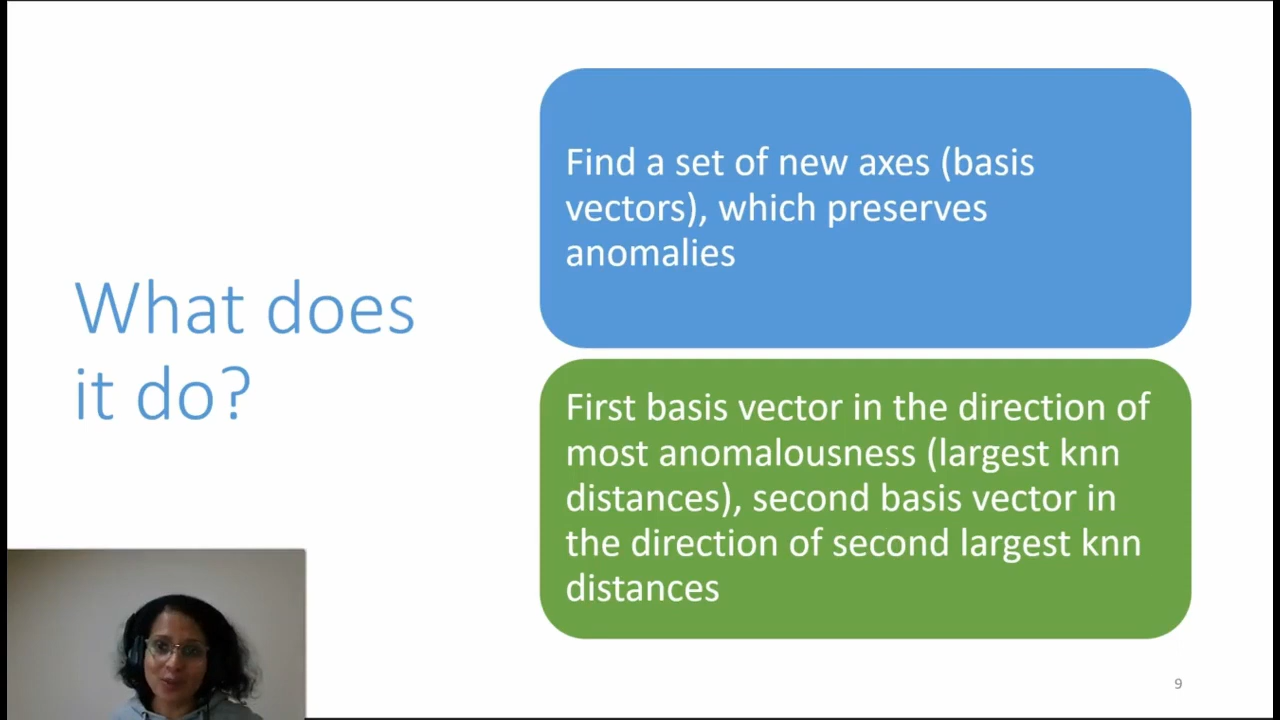 What does
it do?
Find a set of new axes (basis
vectors), which preserves
anomalies
First basis vector in the direction of
most anomalousness (largest knn
distances), second basis vector in
the direction of second largest knn
distances
9